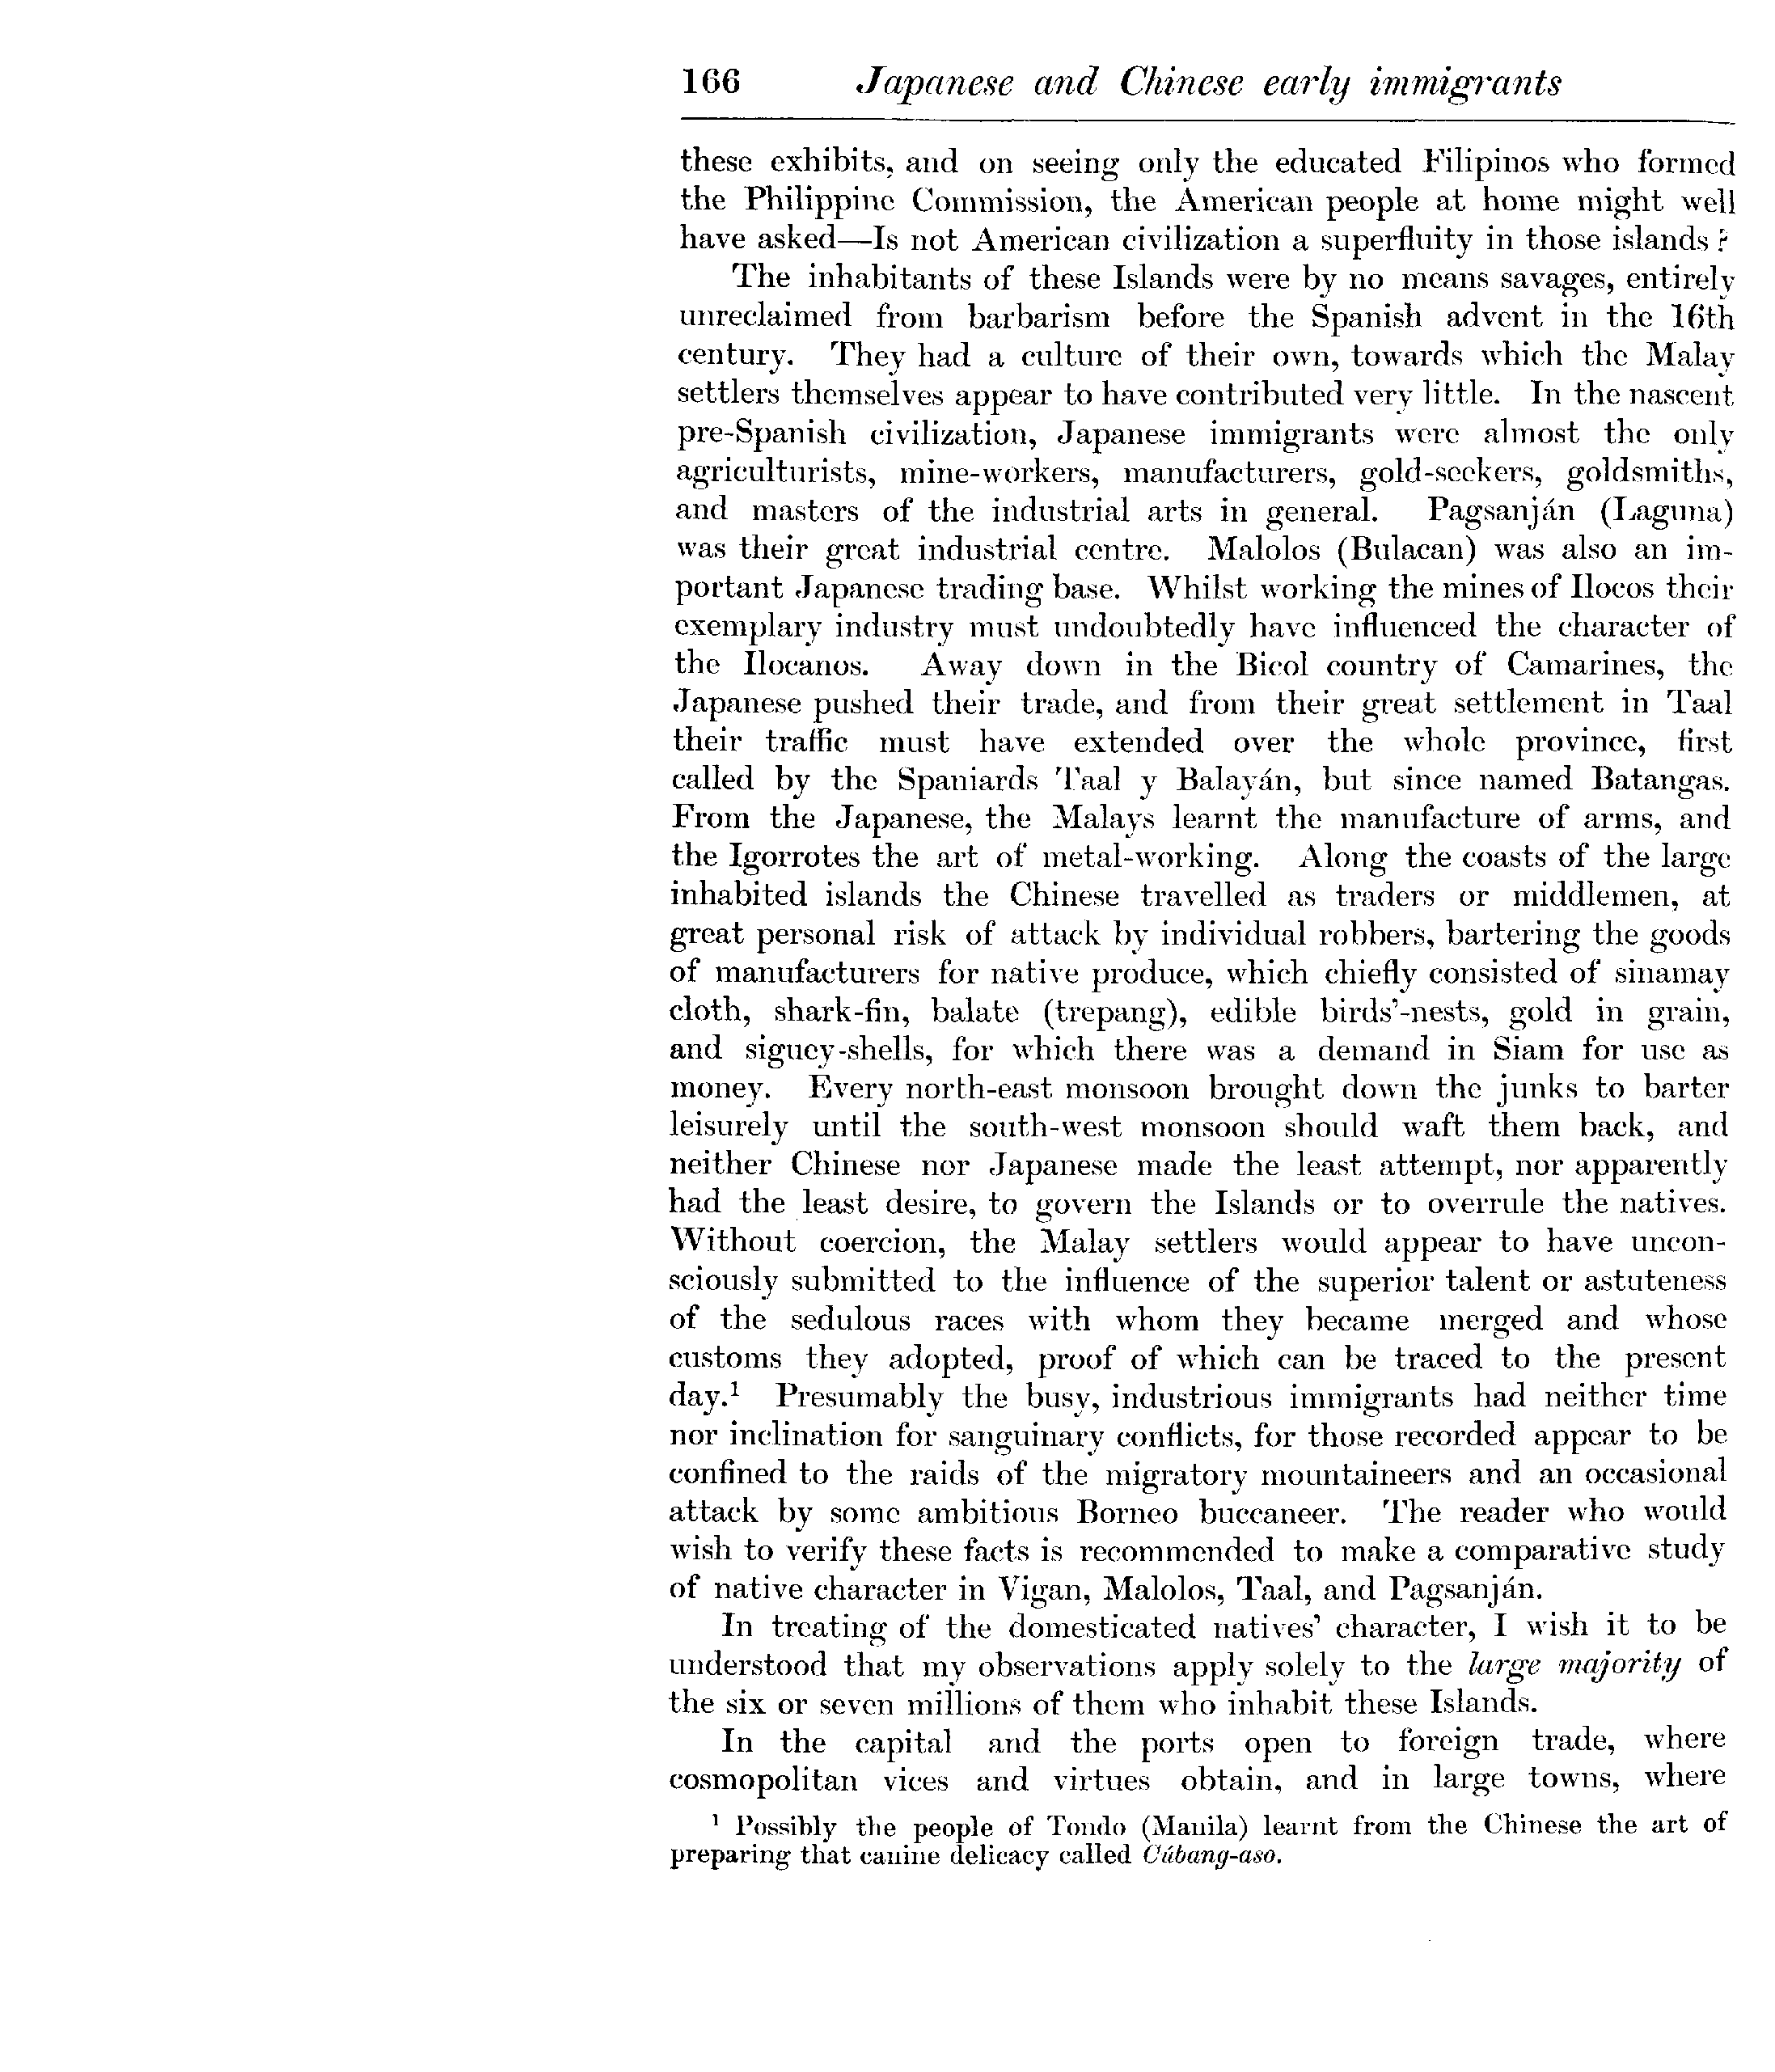 166 Japanese and Chinese early immigrants
these exhibits, and on seeing only the educated Filipinos who formed
the Philippine Commission, the American people at home might well
have asked—Is not American civilization a superfluity in those islands?
The inhabitants of these Islands were by no means savages, entirely
unreclaimed from barbarism before the Spanish advent in the 16th
century. They had a culture of their own, towards which the Malay
settlers themselves appear to have contributed very little. In the nascent
pre-Spanish civilization, Japanese immigrants were almost the only
agriculturists, mine-workers, manufacturers, gold-seekers, goldsmiths,
and masters of the industrial arts in general. Pagsanján (Laguna)
was their great industrial centre. Malolos (Bulacan) was also an im-
portant Japanese trading base. Whilst working the mines of Ilocos their
exemplary industry must undoubtedly have influenced the character of
the Ilocanos. Away down in the Bicol country of Camarines, the
Japanese pushed their trade, and from their great settlement in Taal
their traffic must have extended over the whole province, first
called by the Spaniards Taal y Balayán, but since named Batangas.
From the Japanese, the Malays learnt the manufacture of arms, and
the Igorrotes the art of metal-working. Along the coasts of the large
inhabited islands the Chinese travelled as traders or middlemen, at
great personal risk of attack by individual robbers, bartering the goods
of manufacturers for native produce, which chiefly consisted of sinamay
cloth, shark-fin, balate (trepang), edible birds'-nests, gold in grain,
and siguey-shells, for which there was a demand in Siam for use as
money. Every north-east monsoon brought down the junks to barter
leisurely until the south-west monsoon should waft them back, and
neither Chinese nor Japanese made the least attempt, nor apparently
had the least desire, to govern the Islands or to overrule the natives.
Without coercion, the Malay settlers would appear to have uncon-
sciously submitted to the influence of the superior talent or astuteness
of the sedulous races with whom they became merged and whose
customs they adopted, proof of which can be traced to the present
day.¹ Presumably the busy, industrious immigrants had neither time
nor inclination for sanguinary conflicts, for those recorded appear to be
confined to the raids of the migratory mountaineers and an occasional
attack by some ambitious Borneo buccaneer. The reader who would
wish to verify these facts is recommended to make a comparative study
of native character in Vigan, Malolos, Taal, and Pagsanján.
In treating of the domesticated natives' character, I wish it to be
understood that my observations apply solely to the large majority of
the six or seven millions of them who inhabit these Islands.
In the capital and the ports open to foreign trade, where
cosmopolitan vices and virtues obtain, and in large towns, where
¹ Possibly the people of Tondo (Manila) learnt from the Chinese the art of
preparing that canine delicacy called Cúbang-aso.